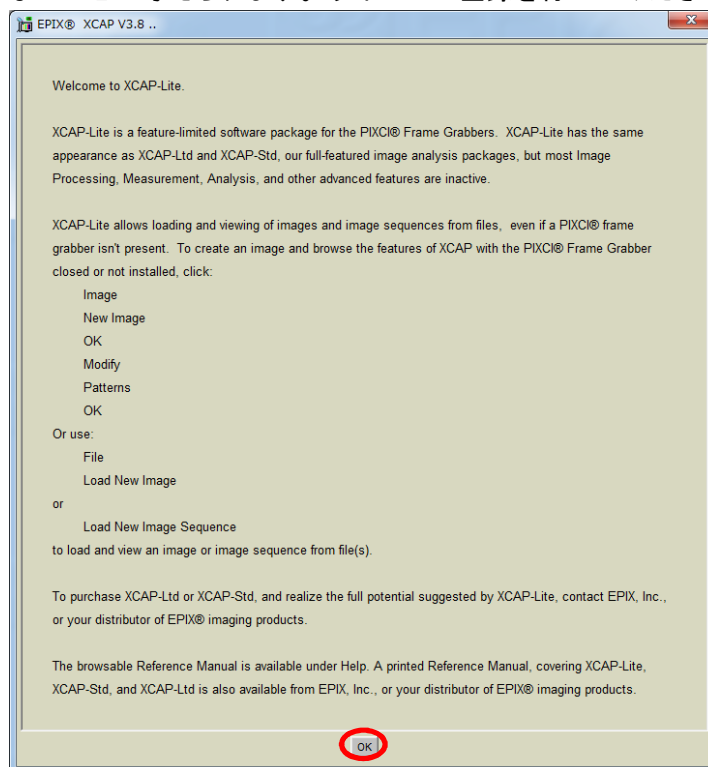 EPIX® XCAP V3.8 ..
Welcome to XCAP-Lite.
XCAP-Lite is a feature-limited software package for the PIXCI® Frame Grabbers. XCAP-Lite has the same
appearance as XCAP-Ltd and XCAP-Std, our full-featured image analysis packages, but most Image
Processing, Measurement, Analysis, and other advanced features are inactive.
XCAP-Lite allows loading and viewing of images and image sequences from files, even if a PIXCI® frame
grabber isn't present. To create an image and browse the features of XCAP with the PIXCI® Frame Grabber
closed or not installed, click:
Image
New Image
OK
Modify
Patterns
OK
Or use:
File
Load New Image
or
Load New Image Sequence
to load and view an image or image sequence from file(s).
To purchase XCAP-Ltd or XCAP-Std, and realize the full potential suggested by XCAP-Lite, contact EPIX, Inc.,
or your distributor of EPIX® imaging products.
The browsable Reference Manual is available under Help. A printed Reference Manual, covering XCAP-Lite,
XCAP-Std, and XCAP-Ltd is also available from EPIX, Inc., or your distributor of EPIX® imaging products.
OK